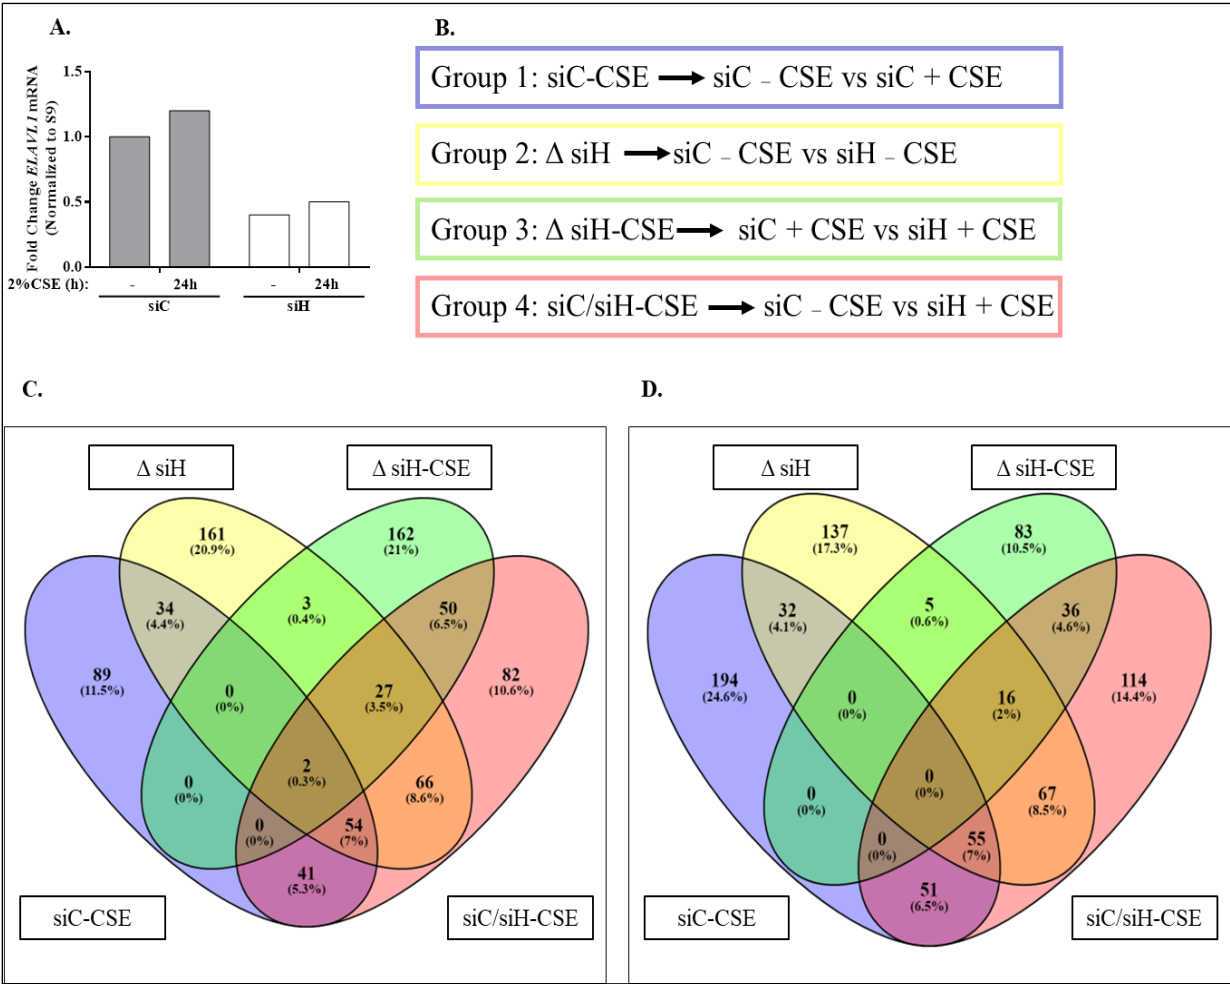 A.
B.
Fold Change ELAVL1 mRNA
(Normalized to S9)
1.5
1.0
0.5
0.0
2%CSE (h):
-
24h
-
24h
siC
siH
Group 1: siC-CSE → siC – CSE vs siC + CSE
Group 2: Δ siH → siC – CSE vs siH – CSE
Group 3: Δ siH-CSE → siC + CSE vs siH + CSE
Group 4: siC/siH-CSE → siC – CSE vs siH + CSE
C.
Δ siH
Δ siH-CSE
161
(20.9%)
162
(21%)
34
(4.4%)
3
(0.4%)
50
(6.5%)
89
(11.5%)
0
(0%)
27
(3.5%)
82
(10.6%)
0
(0%)
2
(0.3%)
66
(8.6%)
0
(0%)
54
(7%)
41
(5.3%)
siC-CSE
siC/siH-CSE
D.
Δ siH
Δ siH-CSE
137
(17.3%)
83
(10.5%)
32
(4.1%)
5
(0.6%)
36
(4.6%)
194
(24.6%)
0
(0%)
16
(2%)
114
(14.4%)
0
(0%)
0
(0%)
67
(8.5%)
0
(0%)
55
(7%)
51
(6.5%)
siC-CSE
siC/siH-CSE